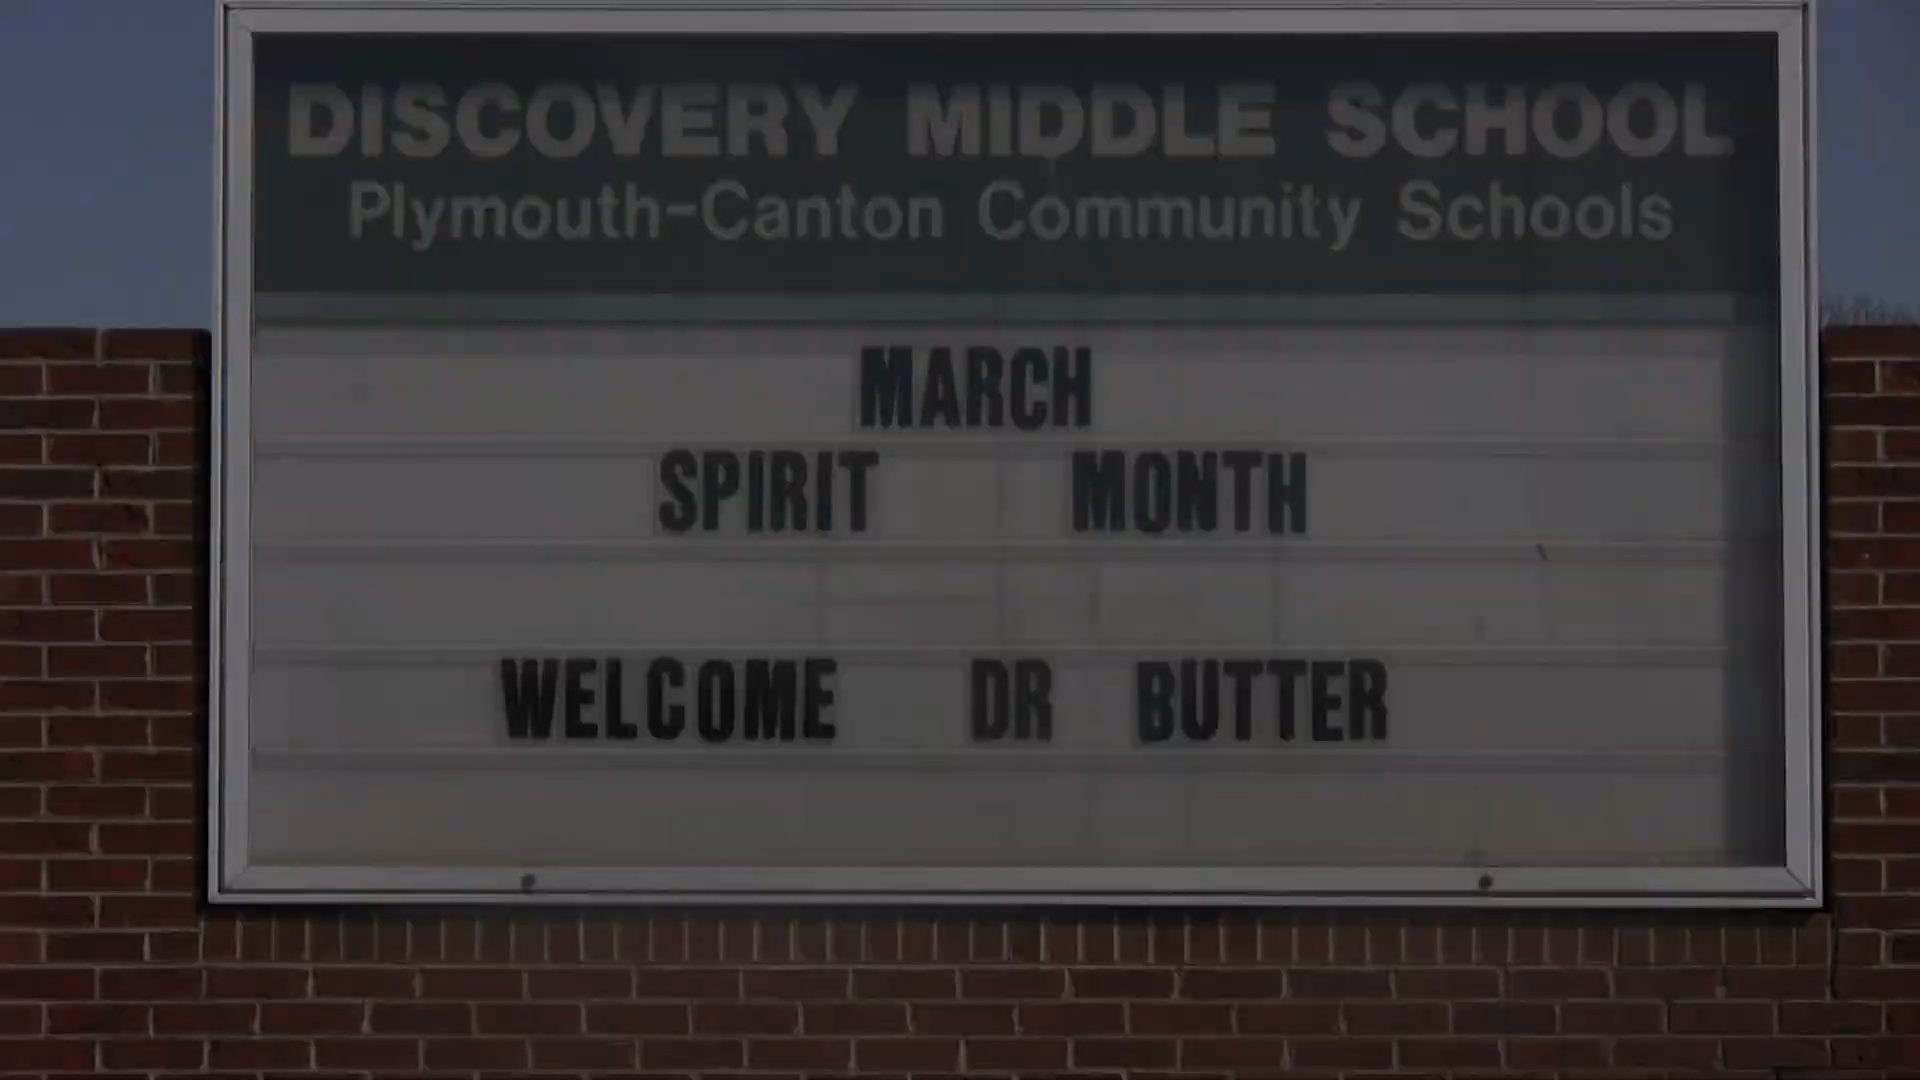 DISCOVERY MIDDLE SCHOOL
Plymouth-Canton Community Schools
MARCH
SPIRIT MONTH
WELCOME DR BUTTER